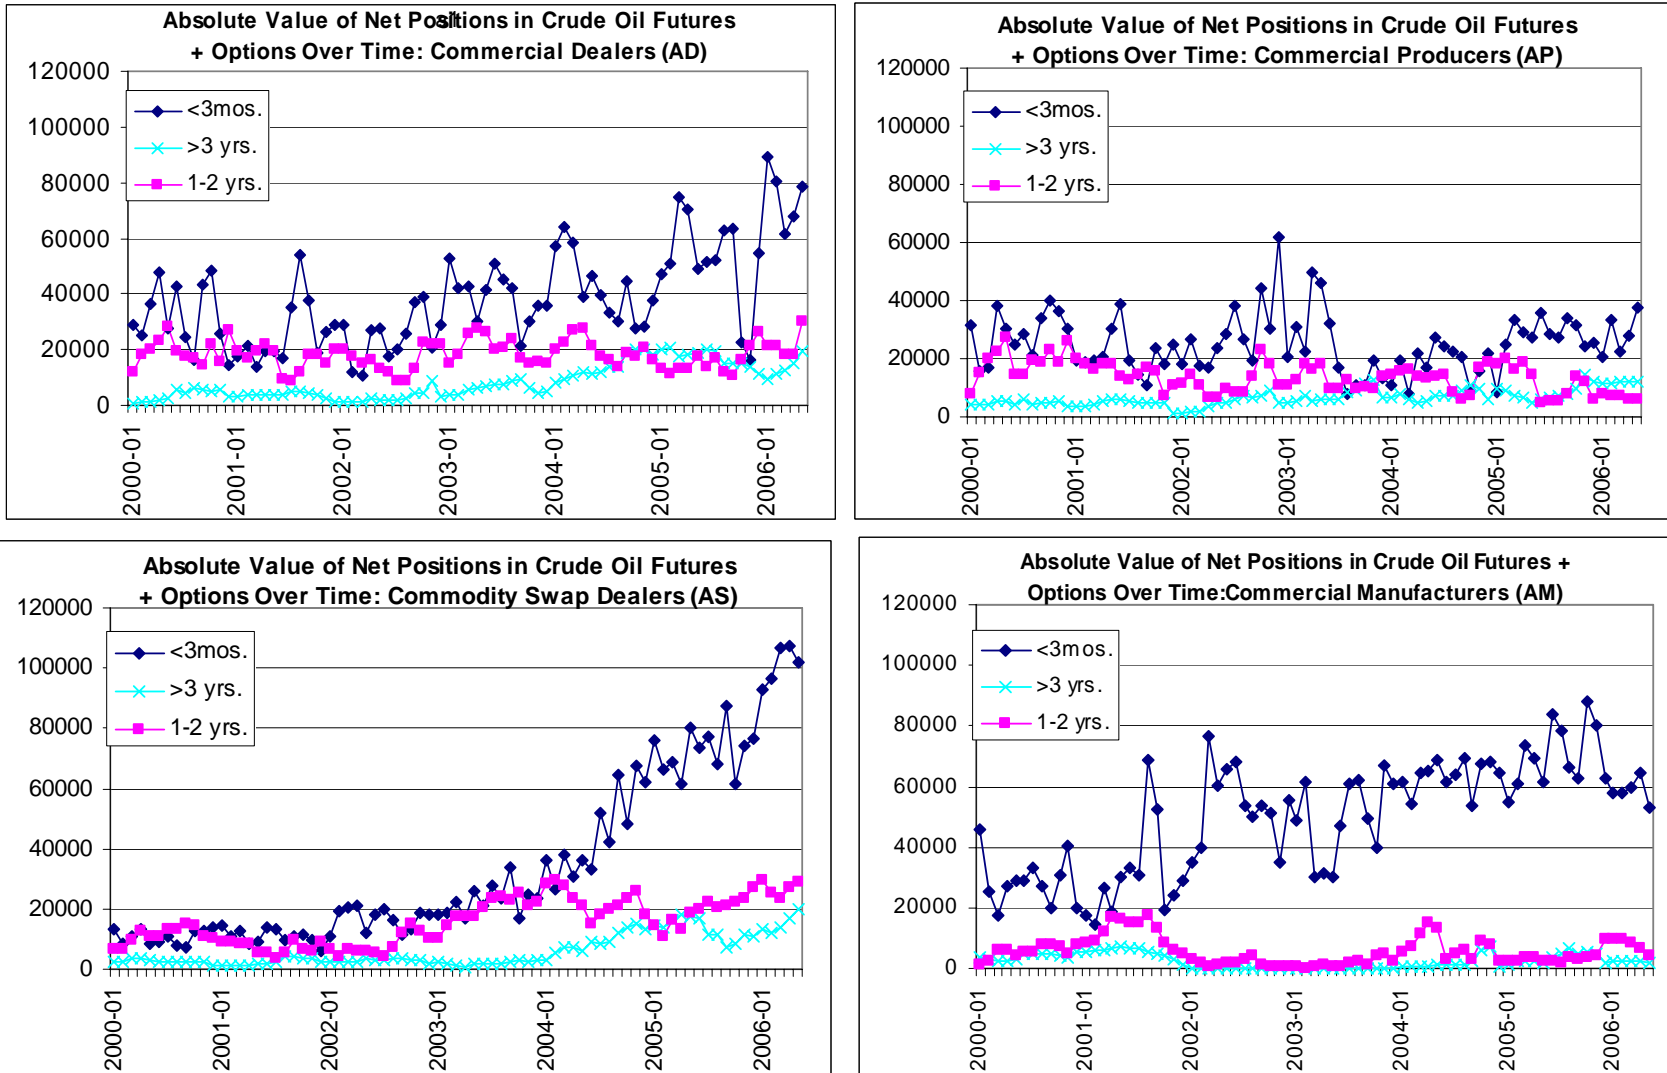 Absolute Value of Net Positions in Crude Oil Futures
+ Options Over Time: Commercial Dealers (AD)
120000
100000
80000
60000
40000
20000
0
<3mos.
>3 yrs.
1-2 yrs.
2000-01
2001-01
2002-01
2003-01
2004-01
2005-01
2006-01
Absolute Value of Net Positions in Crude Oil Futures
+ Options Over Time: Commercial Producers (AP)
120000
100000
80000
60000
40000
20000
0
<3mos.
>3 yrs.
1-2 yrs.
2000-01
2001-01
2002-01
2003-01
2004-01
2005-01
2006-01
Absolute Value of Net Positions in Crude Oil Futures
+ Options Over Time: Commodity Swap Dealers (AS)
120000
100000
80000
60000
40000
20000
0
<3mos.
>3 yrs.
1-2 yrs.
2000-01
2001-01
2002-01
2003-01
2004-01
2005-01
2006-01
Absolute Value of Net Positions in Crude Oil Futures +
Options Over Time:Commercial Manufacturers (AM)
120000
100000
80000
60000
40000
20000
0
<3mos.
>3 yrs.
1-2 yrs.
2000-01
2001-01
2002-01
2003-01
2004-01
2005-01
2006-01